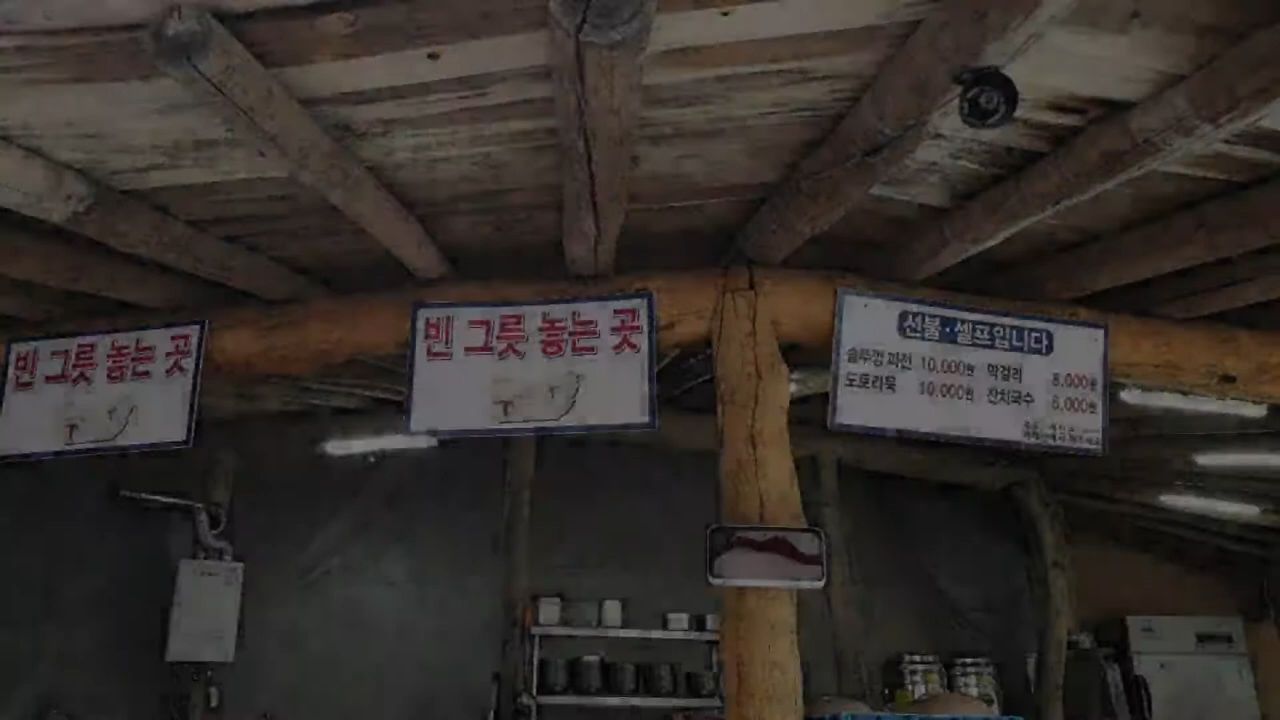 빈 그릇 놓는 곳
빈 그릇 놓는 곳
선불·셀프입니다
솔뚜껑파전 10,000원 막걸리 8,000원
도토리묵 10,000원 잔치국수 6,000원